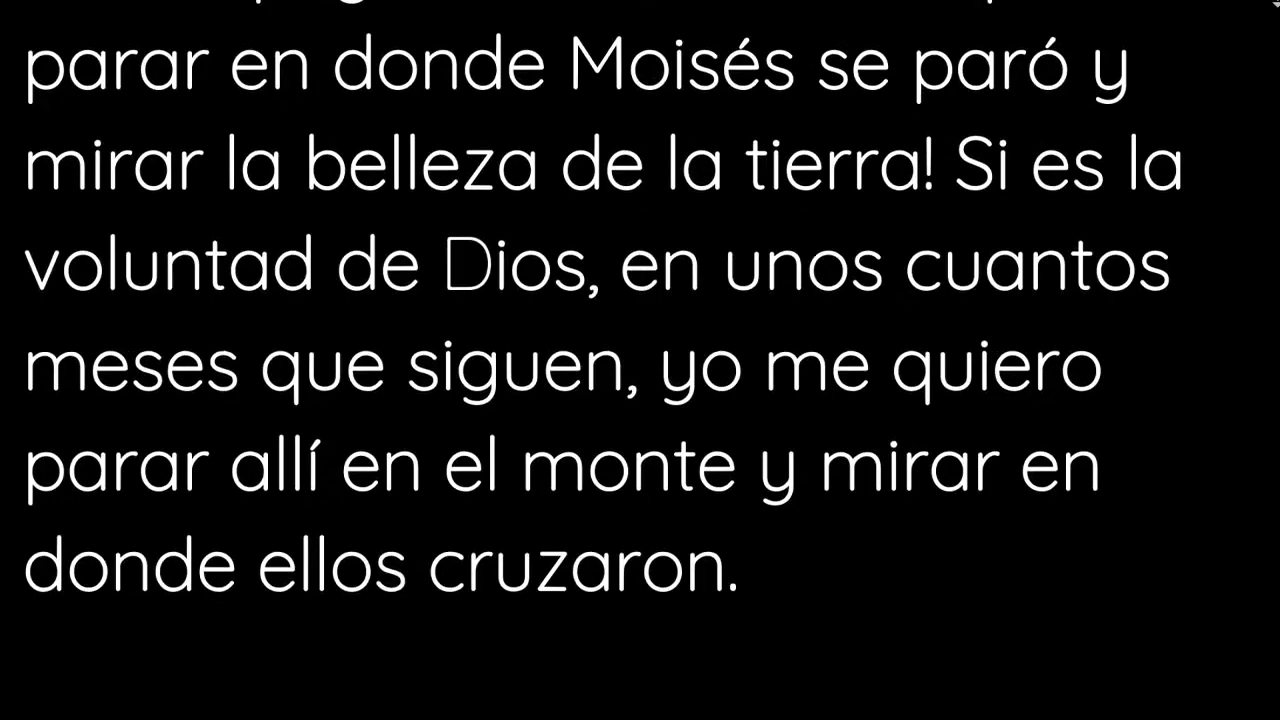 parar en donde Moisés se paró y
mirar la belleza de la tierra! Si es la
voluntad de Dios, en unos cuantos
meses que siguen, yo me quiero
parar allí en el monte y mirar en
donde ellos cruzaron.